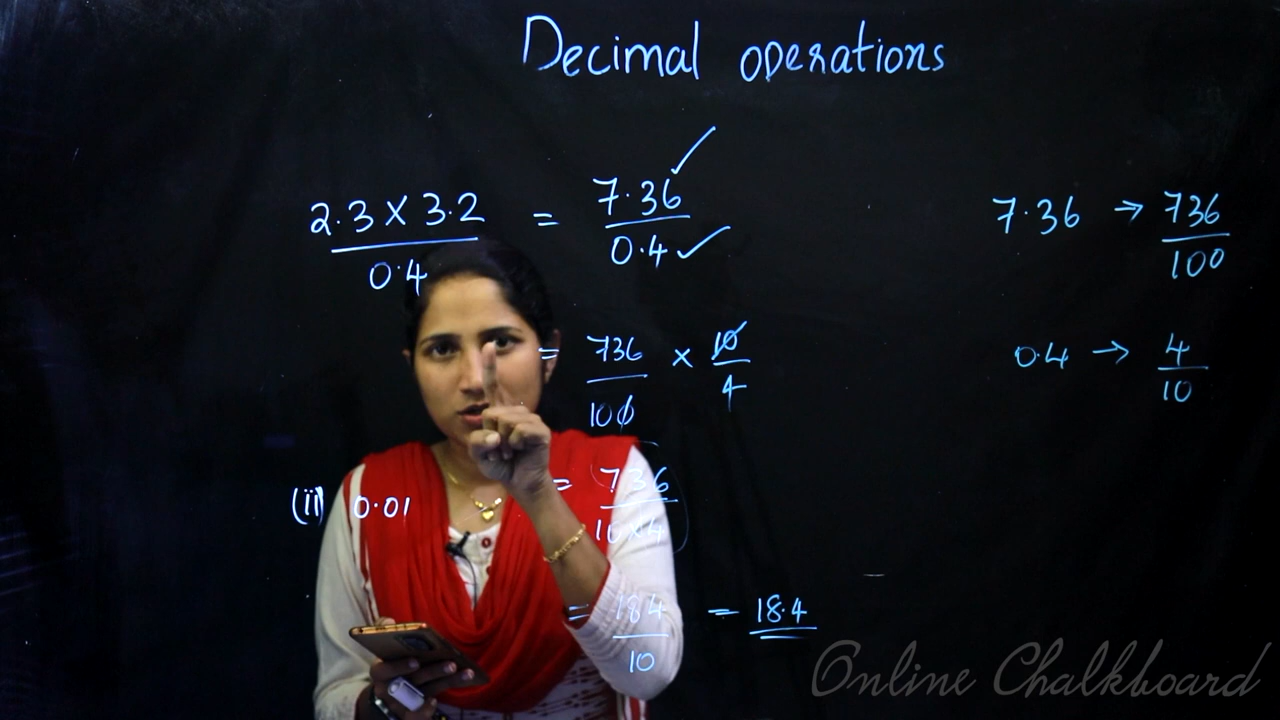 Decimal operations
2.3 × 3.2 / 0.4 = 7.36 / 0.4
7.36 → 736 / 100
= 736 / 100 × 10 / 4
0.4 → 4 / 10
(ii) 0.01
= 736 / 10×4
= 184 / 10 = 18.4
Online Chalkboard